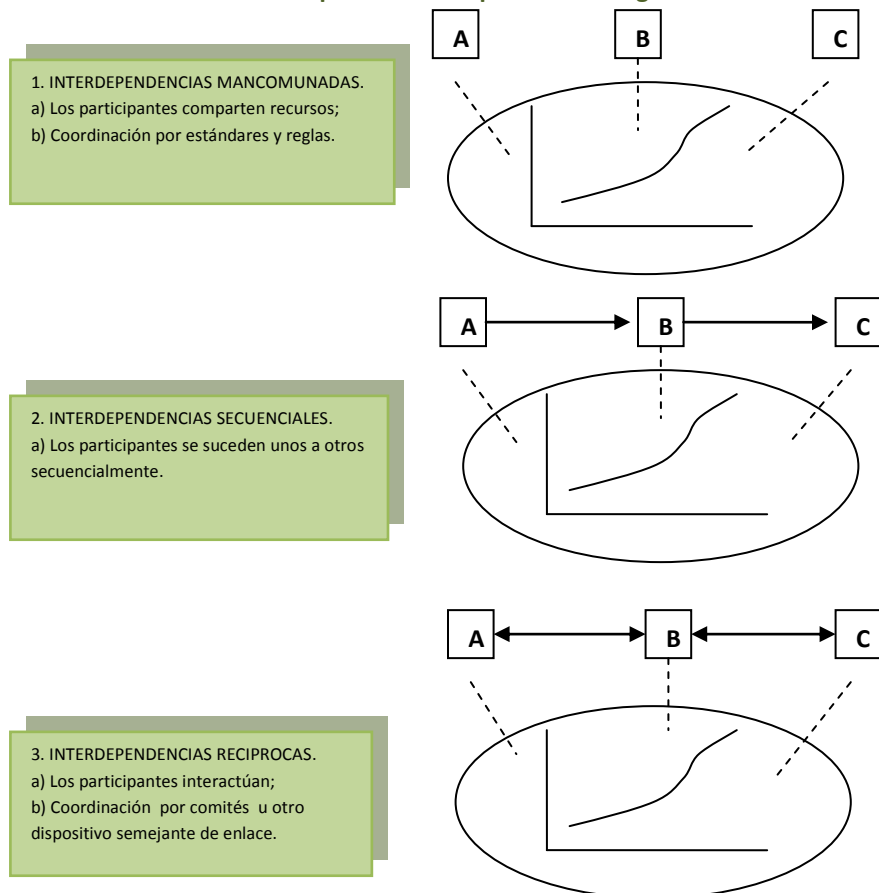 A
B
C
1. INTERDEPENDENCIAS MANCOMUNADAS.
a) Los participantes comparten recursos;
b) Coordinación por estándares y reglas.
A
B
C
2. INTERDEPENDENCIAS SECUENCIALES.
a) Los participantes se suceden unos a otros
secuencialmente.
A
B
C
3. INTERDEPENDENCIAS RECIPROCAS.
a) Los participantes interactúan;
b) Coordinación por comités u otro
dispositivo semejante de enlace.